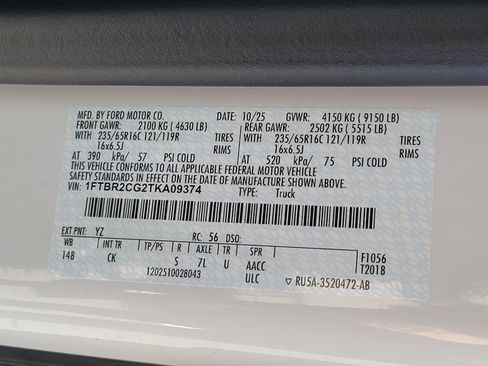 MFD. BY FORD MOTOR CO. 10/25 GVWR: 4150 KG ( 9150 LB)
FRONT GAWR: 2100 KG ( 4630 LB) REAR GAWR: 2502 KG ( 5515 LB)
235/65R16C 121/119R TIRES 235/65R16C 121/119R TIRES
16x6.5J RIMS 16x6.5J RIMS
AT 390 kPa/ 57 PSI COLD AT 520 kPa/ 75 PSI COLD
THIS VEHICLE CONFORMS TO ALL APPLICABLE FEDERAL MOTOR VEHICLE
SAFETY STANDARDS IN EFFECT ON THE DATE OF MANUFACTURE SHOWN ABOVE.
VIN: 1FTBR2CG2TKA09374 TYPE: Truck
EXT PNT: YZ RC: 56 DSO: F1056
WB INT TR TP/PS R AXLE TR SPR T2018
148 CK S 7L U AACC
ULC
1202510028043
▽ RU5A-3520472-AB